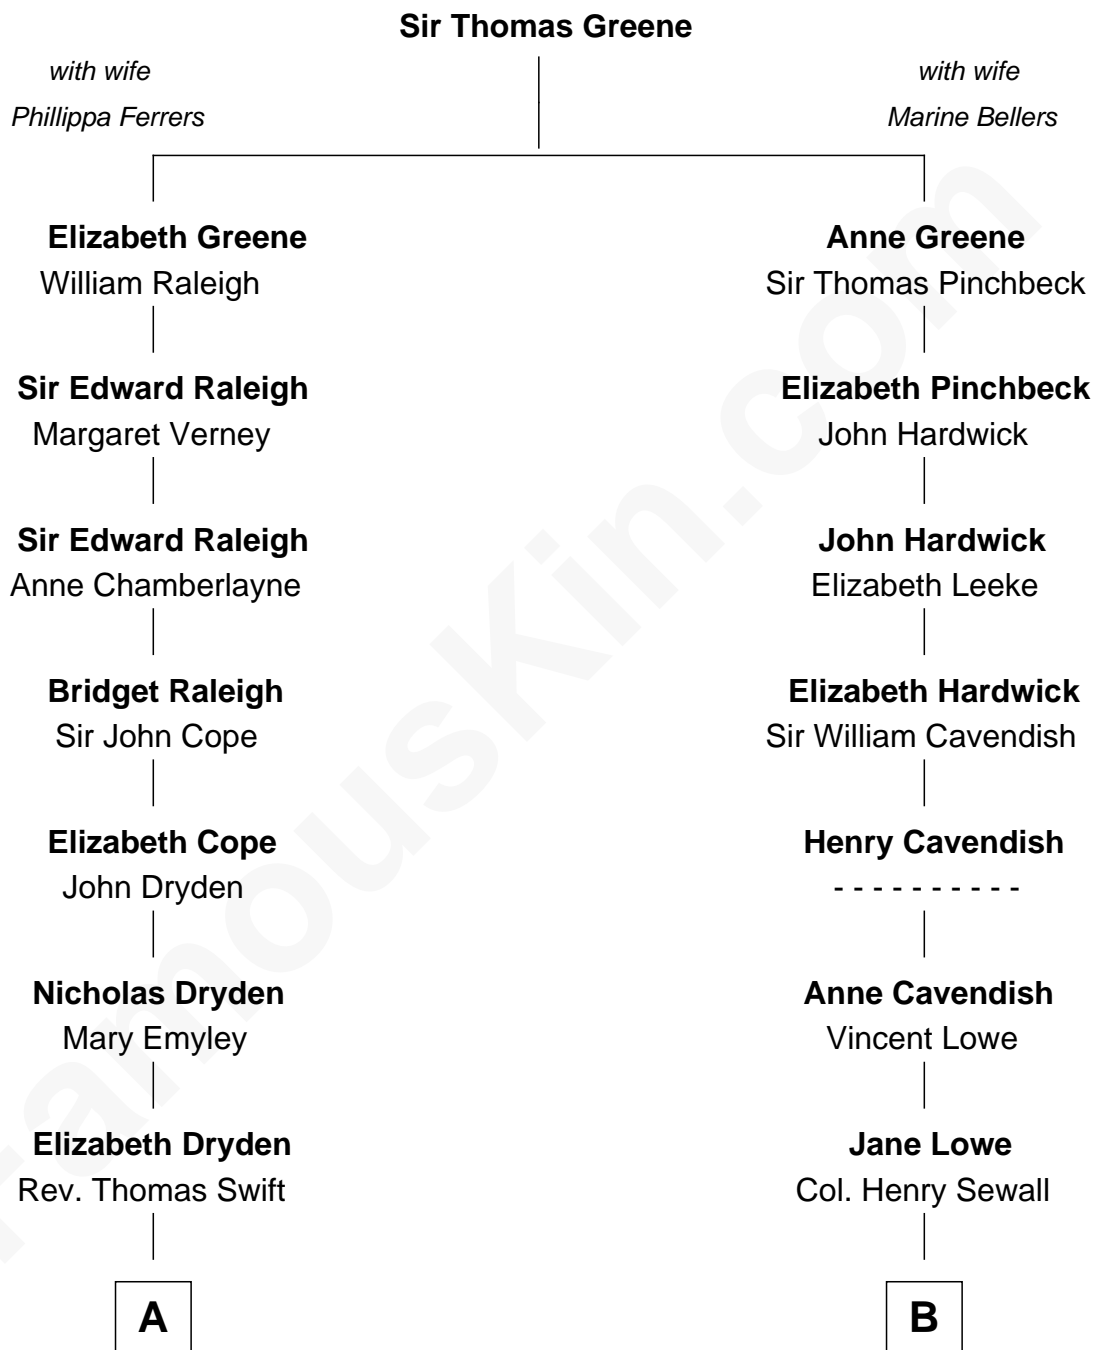 Sir Thomas Greene
with wife
Phillippa Ferrers
with wife
Marine Bellers
Elizabeth Greene
William Raleigh
Anne Greene
Sir Thomas Pinchbeck
Sir Edward Raleigh
Margaret Verney
Elizabeth Pinchbeck
John Hardwick
Sir Edward Raleigh
Anne Chamberlayne
John Hardwick
Elizabeth Leeke
Bridget Raleigh
Sir John Cope
Elizabeth Hardwick
Sir William Cavendish
Elizabeth Cope
John Dryden
Henry Cavendish
- - - - - - - - - -
Nicholas Dryden
Mary Emyley
Anne Cavendish
Vincent Lowe
Elizabeth Dryden
Rev. Thomas Swift
Jane Lowe
Col. Henry Sewall
A
B
FamousKin.com